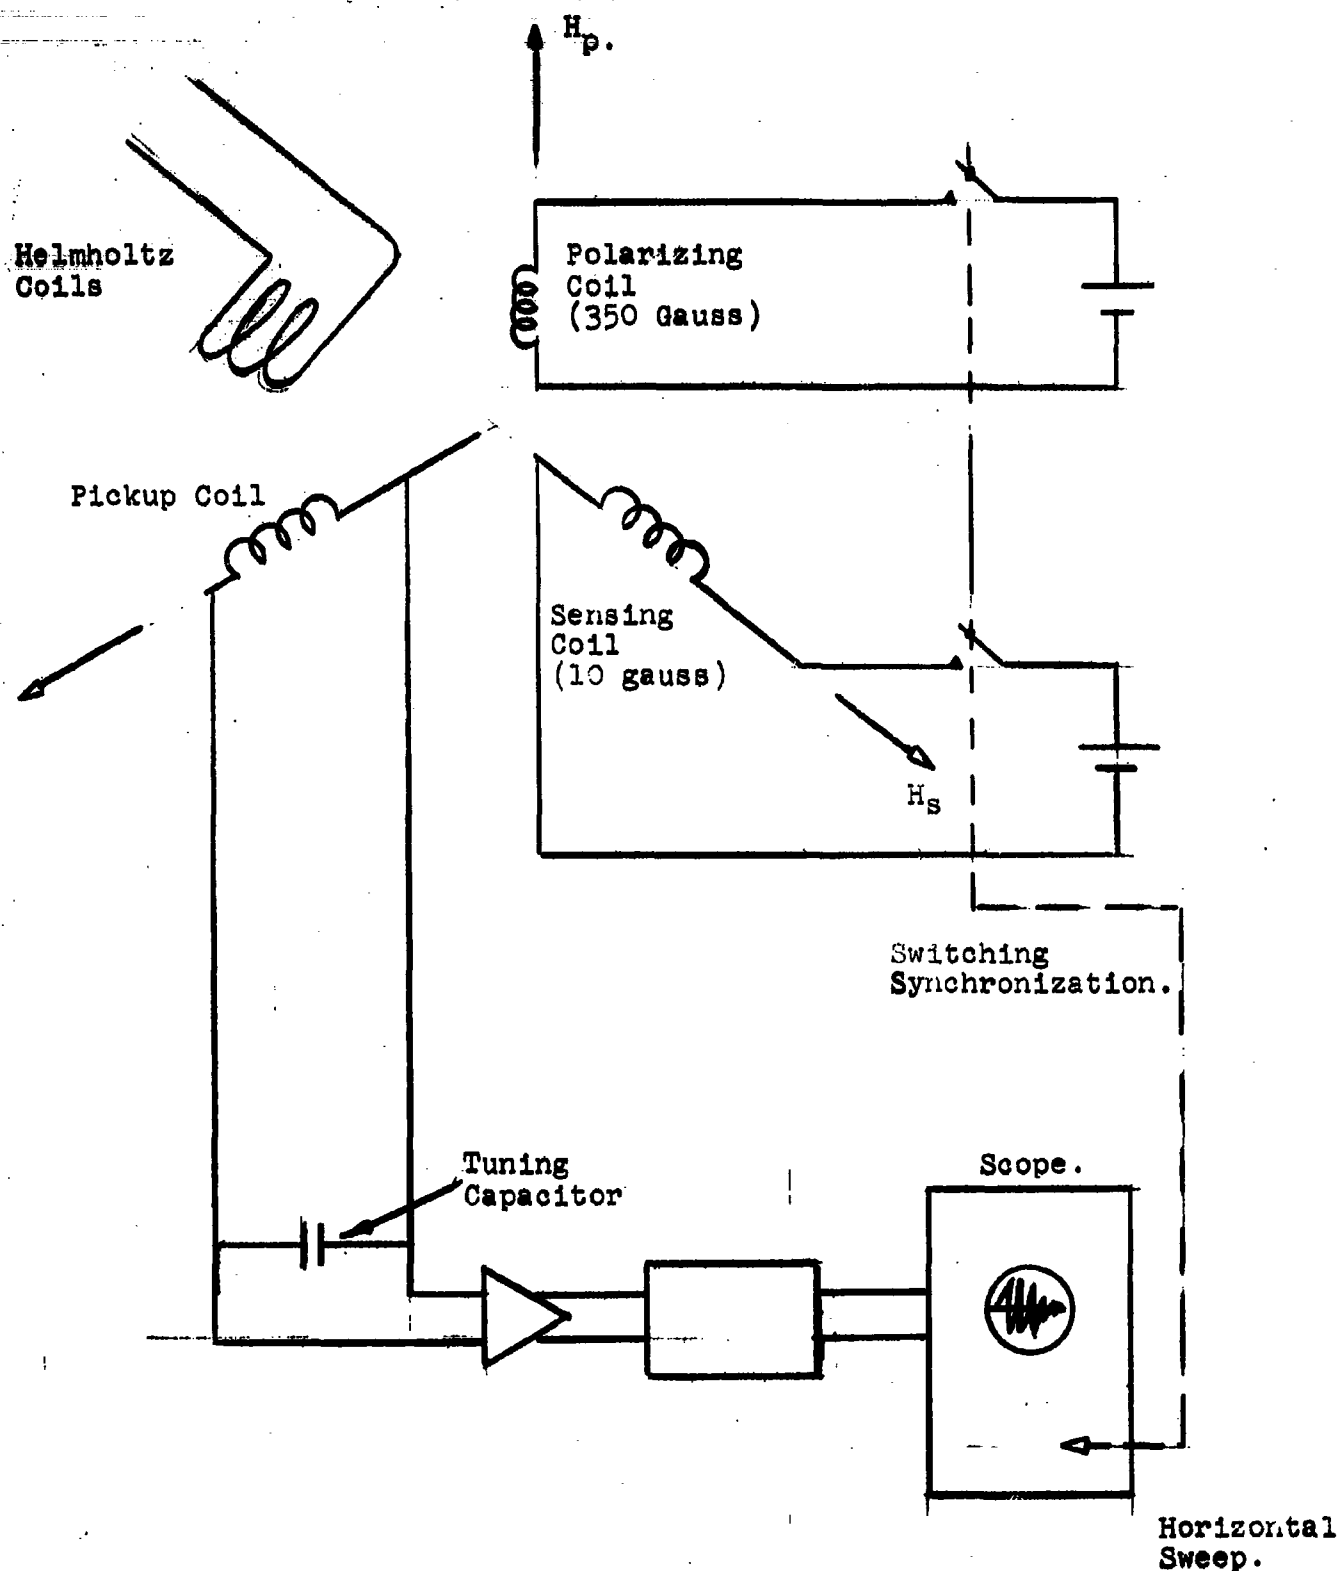 Hp.
Helmholtz
Coils
Polarizing
Coil
(350 Gauss)
Pickup Coil
Sensing
Coil
(10 gauss)
Hs
Switching
Synchronization.
Tuning
Capacitor
Scope.
Horizontal
Sweep.